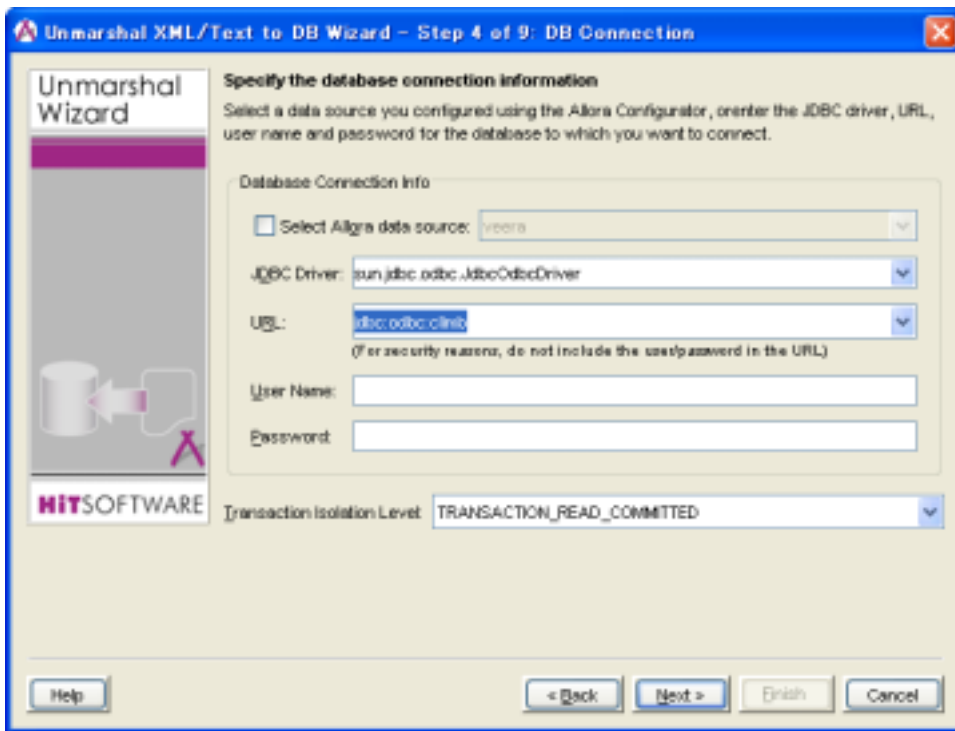 Unmarshal XML/Text to DB Wizard - Step 4 of 9: DB Connection
Unmarshal
Wizard
Specify the database connection information
Select a data source you configured using the Allora Configurator, orenter the JDBC driver, URL,
user name and password for the database to which you want to connect.
Database Connection Info
Select Allora data source: veera
JDBC Driver: sun.jdbc.odbc.JdbcOdbcDriver
URL: jdbc:odbc:climb
(For security reasons, do not include the user/password in the URL)
User Name:
Password:
HiTSOFTWARE
Transaction Isolation Level: TRANSACTION_READ_COMMITTED
Help
< Back
Next >
Finish
Cancel